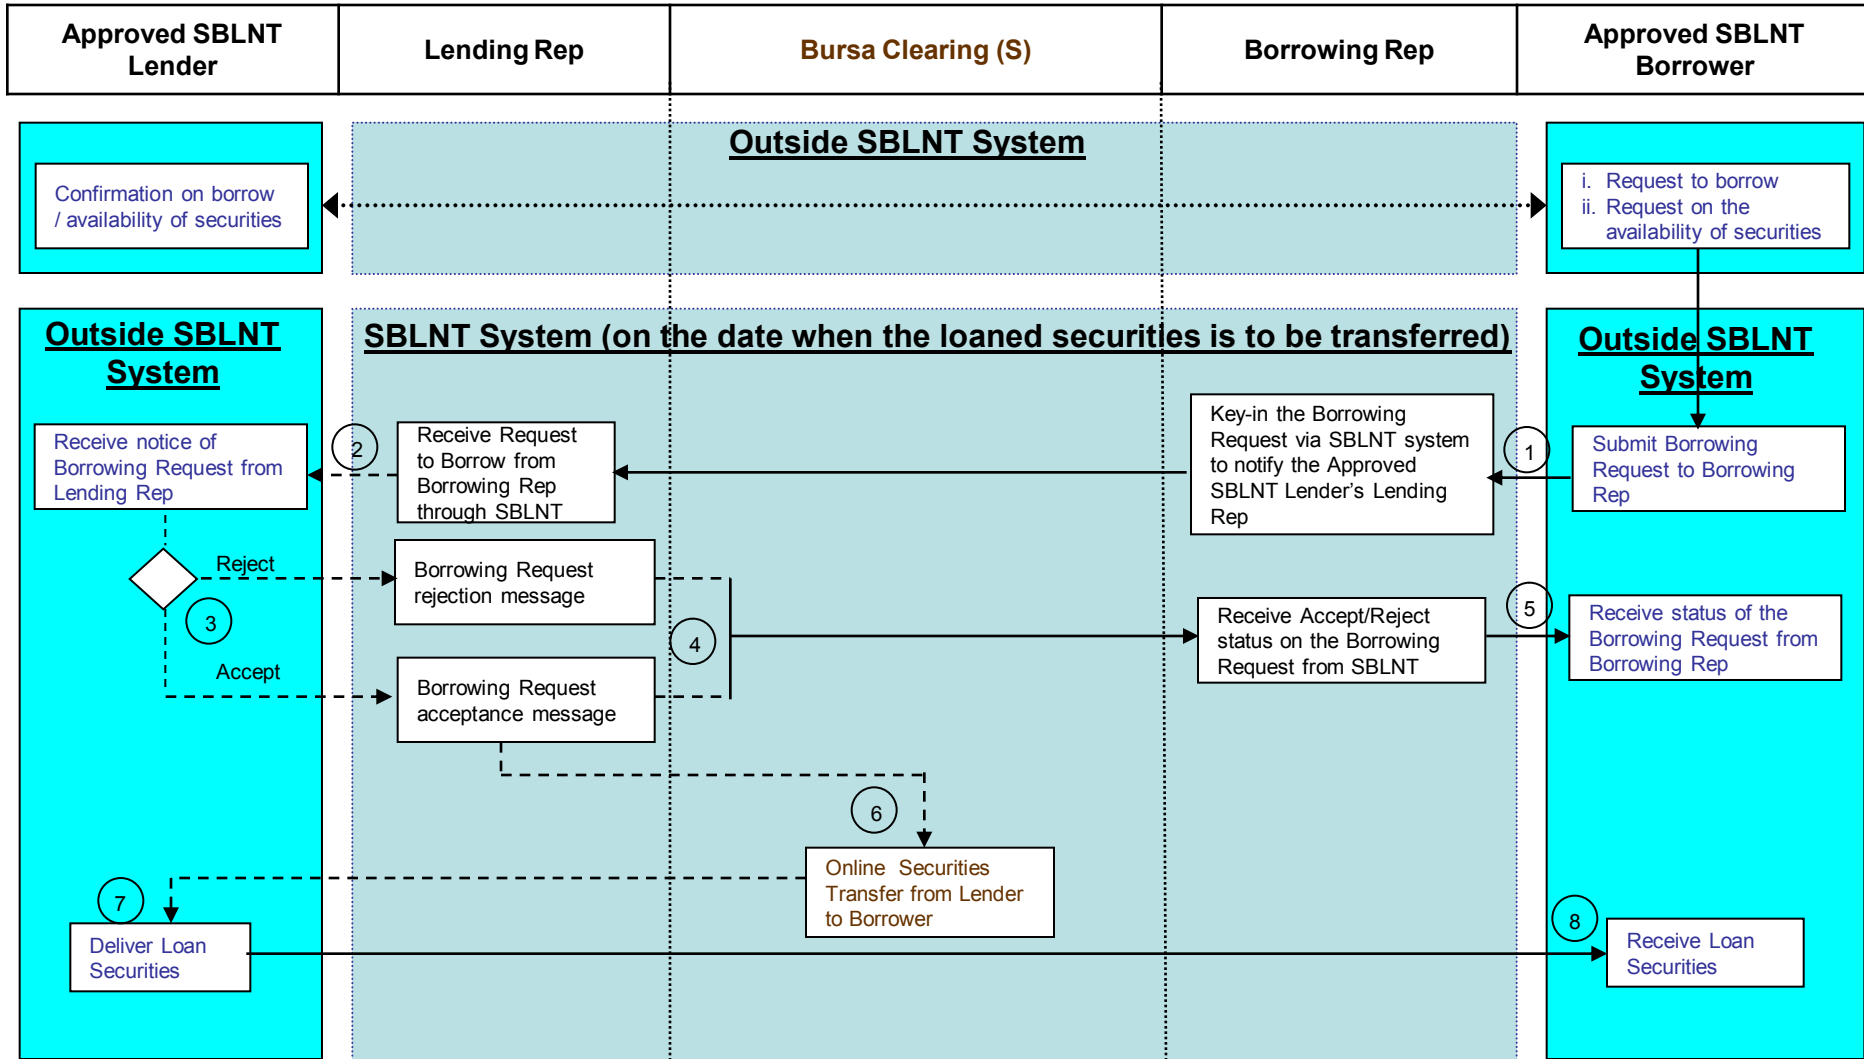 Approved SBLNT
Lender
Lending Rep
Bursa Clearing (S)
Borrowing Rep
Approved SBLNT
Borrower
Outside SBLNT System
Confirmation on borrow
/ availability of securities
i. Request to borrow
ii. Request on the
availability of securities
Outside SBLNT
System
SBLNT System (on the date when the loaned securities is to be transferred)
Outside SBLNT
System
Receive notice of
Borrowing Request from
Lending Rep
2
Receive Request
to Borrow from
Borrowing Rep
through SBLNT
Key-in the Borrowing
Request via SBLNT system
to notify the Approved
SBLNT Lender's Lending
Rep
1
Submit Borrowing
Request to Borrowing
Rep
Reject
3
Accept
Borrowing Request
rejection message
Borrowing Request
acceptance message
4
Receive Accept/Reject
status on the Borrowing
Request from SBLNT
5
Receive status of the
Borrowing Request from
Borrowing Rep
6
Online Securities
Transfer from Lender
to Borrower
7
Deliver Loan
Securities
8
Receive Loan
Securities